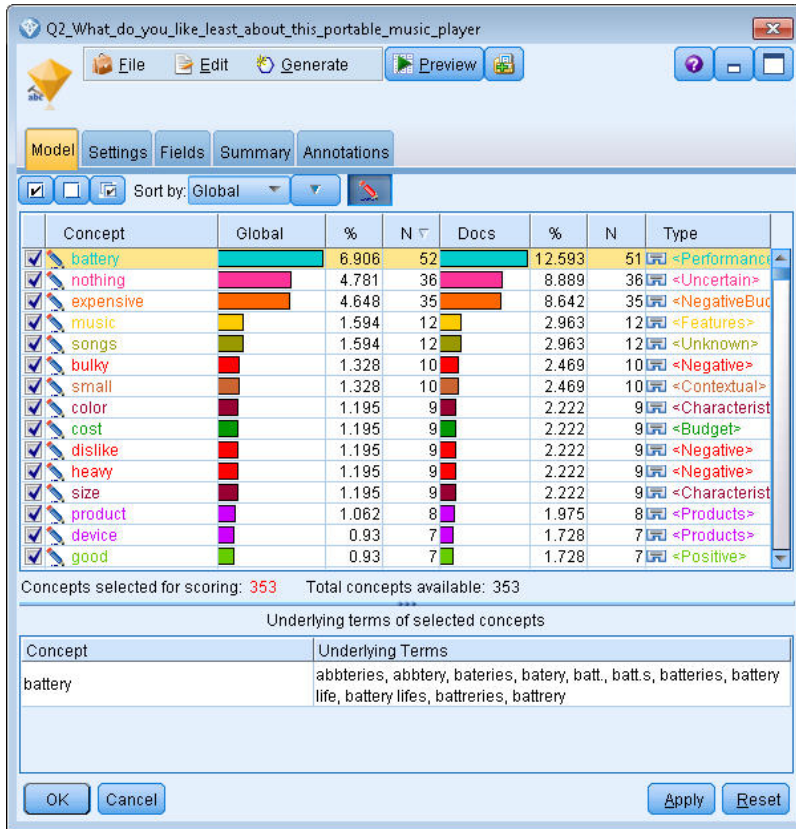 Q2_What_do_you_like_least_about_this_portable_music_player
File Edit Generate Preview
abc
Model Settings Fields Summary Annotations
Sort by: Global
Concept Global % N Docs % N Type
battery 6.906 52 12.593 51 <Performance
nothing 4.781 36 8.889 36 <Uncertain>
expensive 4.648 35 8.642 35 <NegativeBud
music 1.594 12 2.963 12 <Features>
songs 1.594 12 2.963 12 <Unknown>
bulky 1.328 10 2.469 10 <Negative>
small 1.328 10 2.469 10 <Contextual>
color 1.195 9 2.222 9 <Characterist
cost 1.195 9 2.222 9 <Budget>
dislike 1.195 9 2.222 9 <Negative>
heavy 1.195 9 2.222 9 <Negative>
size 1.195 9 2.222 9 <Characterist
product 1.062 8 1.975 8 <Products>
device 0.93 7 1.728 7 <Products>
good 0.93 7 1.728 7 <Positive>
Concepts selected for scoring: 353 Total concepts available: 353
Underlying terms of selected concepts
Concept Underlying Terms
battery abbteries, abbtery, bateries, batery, batt., batt.s, batteries, battery
life, battery lifes, battreries, battrery
OK Cancel Apply Reset